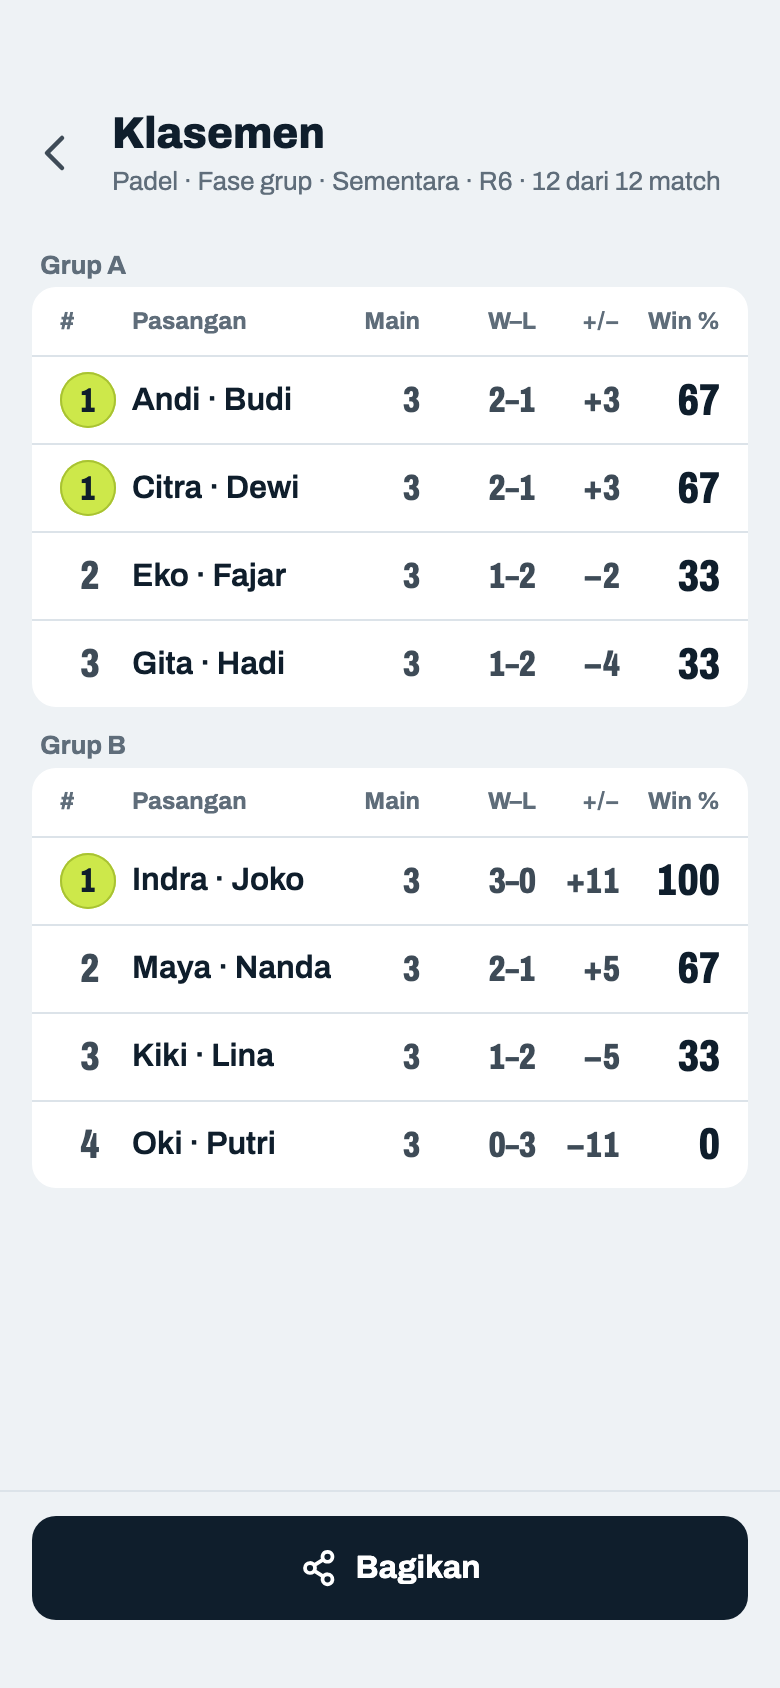 Klasemen
Padel · Fase grup · Sementara · R6 · 12 dari 12 match
Grup A
# Pasangan Main W–L +/– Win %
1 Andi · Budi 3 2–1 +3 67
1 Citra · Dewi 3 2–1 +3 67
2 Eko · Fajar 3 1–2 −2 33
3 Gita · Hadi 3 1–2 −4 33
Grup B
# Pasangan Main W–L +/– Win %
1 Indra · Joko 3 3–0 +11 100
2 Maya · Nanda 3 2–1 +5 67
3 Kiki · Lina 3 1–2 −5 33
4 Oki · Putri 3 0–3 −11 0
Bagikan